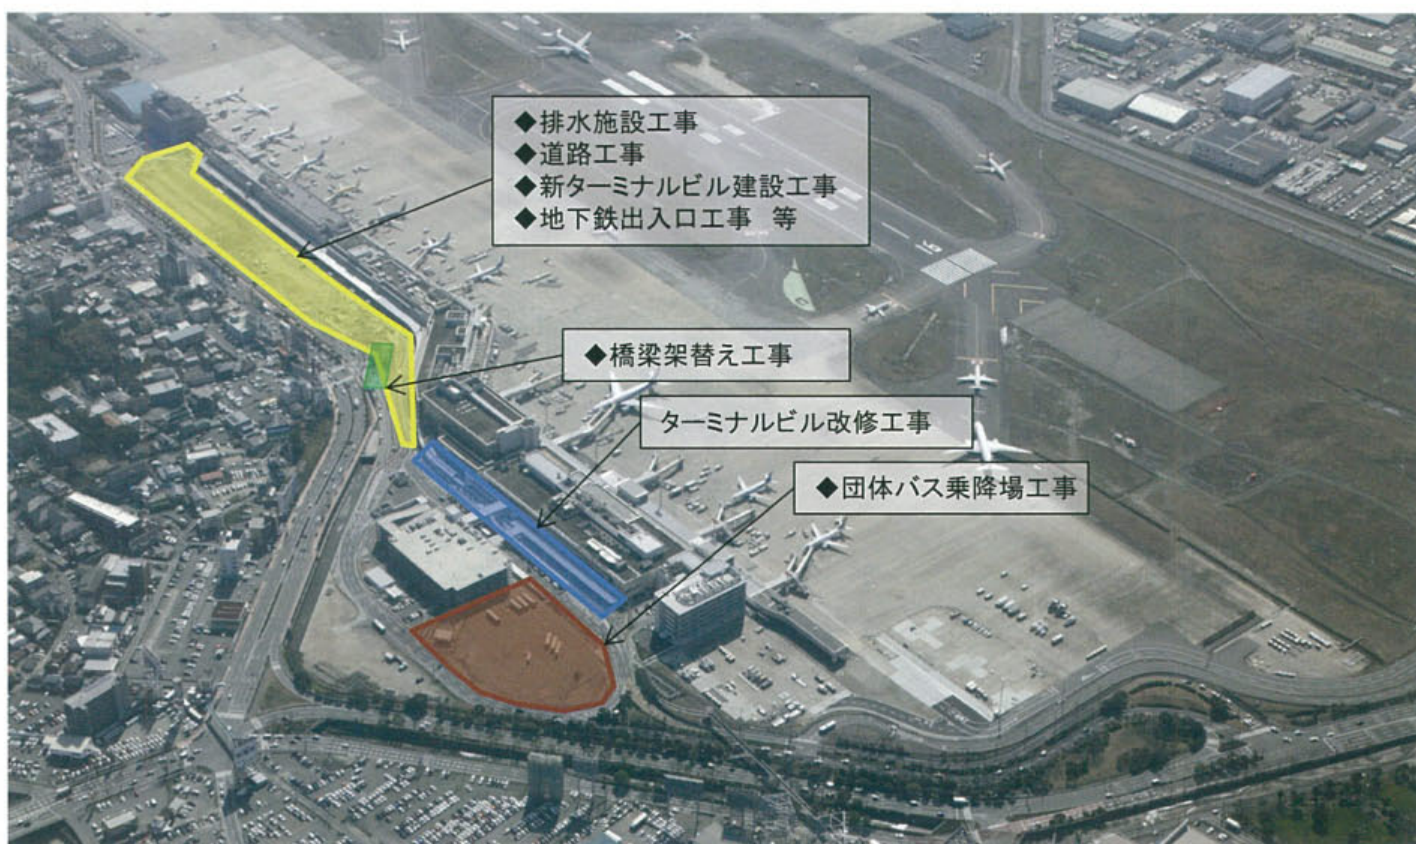 ◆排水施設工事
◆道路工事
◆新ターミナルビル建設工事
◆地下鉄出入口工事　等
◆橋梁架替え工事
ターミナルビル改修工事
◆団体バス乗降場工事